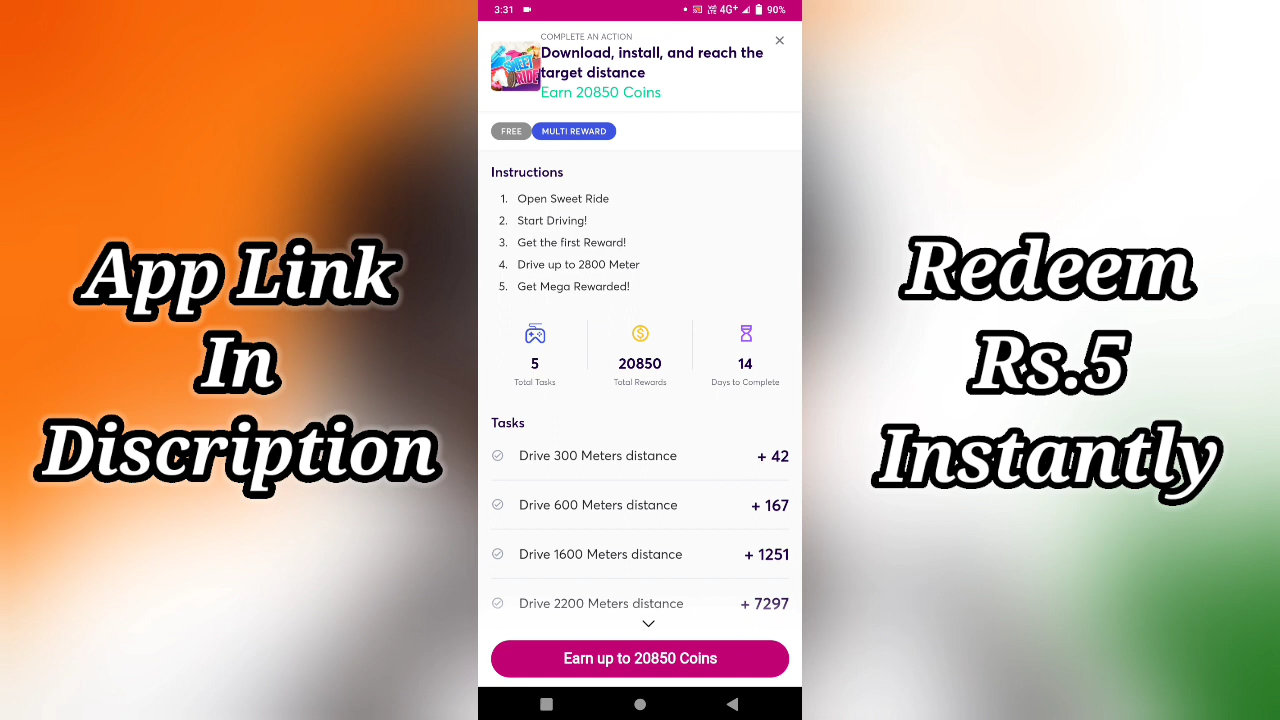 3:31
4G+
90%
COMPLETE AN ACTION
Download, install, and reach the
target distance
Earn 20850 Coins
SWEET
RIDE
FREE
MULTI REWARD
Instructions
1. Open Sweet Ride
2. Start Driving!
3. Get the first Reward!
4. Drive up to 2800 Meter
5. Get Mega Rewarded!
5
Total Tasks
20850
Total Rewards
14
Days to Complete
Tasks
Drive 300 Meters distance + 42
Drive 600 Meters distance + 167
Drive 1600 Meters distance + 1251
Drive 2200 Meters distance + 7297
Earn up to 20850 Coins
App Link
In
Discription
Redeem
Rs.5
Instantly